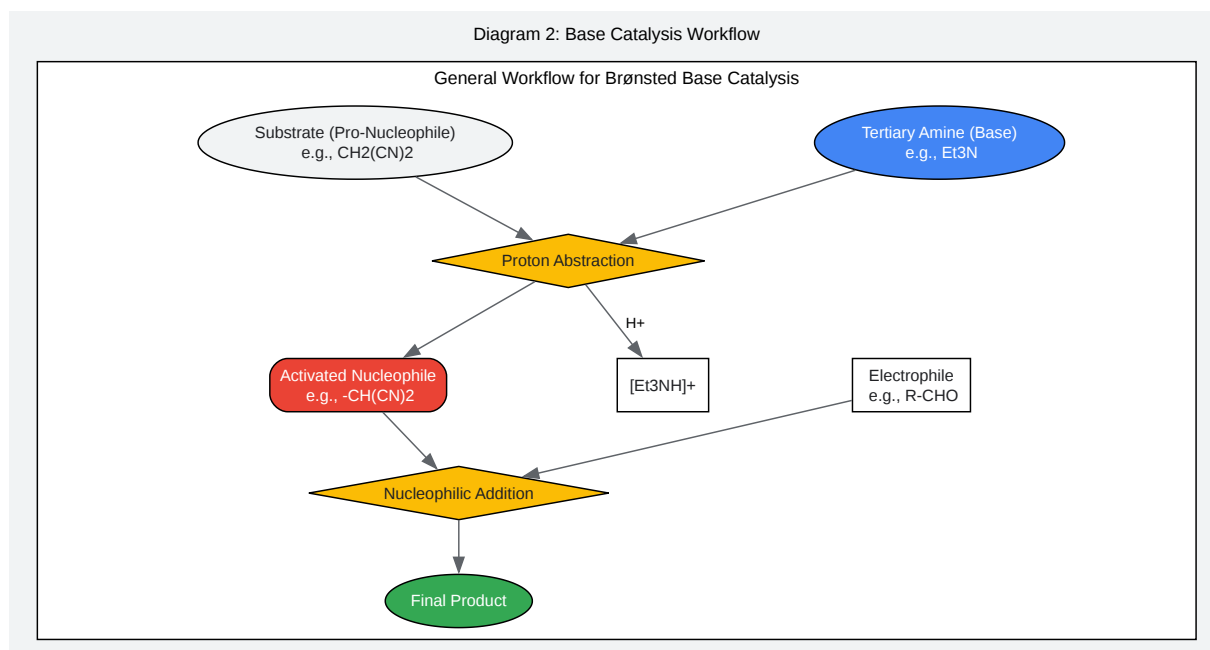 Diagram 2: Base Catalysis Workflow
General Workflow for Brønsted Base Catalysis
Substrate (Pro-Nucleophile)
e.g., CH2(CN)2
Tertiary Amine (Base)
e.g., Et3N
Proton Abstraction
H+
Activated Nucleophile
e.g., -CH(CN)2
[Et3NH]+
Electrophile
e.g., R-CHO
Nucleophilic Addition
Final Product